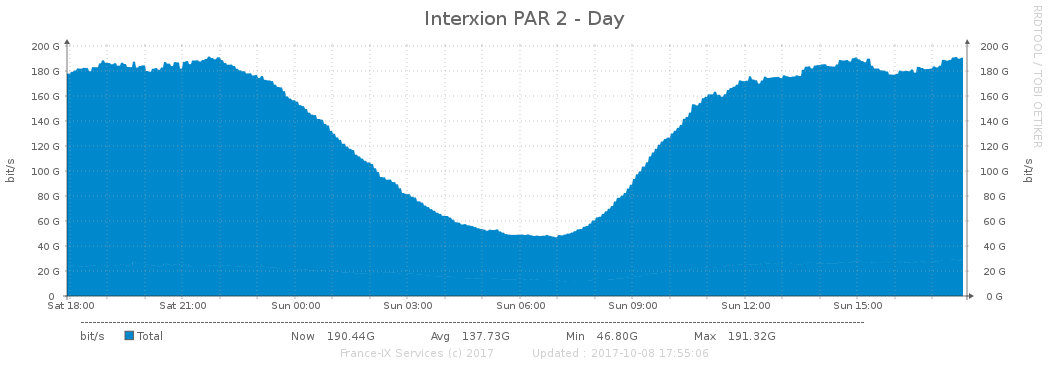 Interxion PAR 2 - Day
RRDTOOL / TOBI OETIKER
200 G 200 G
180 G 180 G
160 G 160 G
140 G 140 G
120 G 120 G
100 G 100 G
80 G 80 G
60 G 60 G
40 G 40 G
20 G 20 G
0 0 G
bit/s
bit/s
Sat 18:00 Sat 21:00 Sun 00:00 Sun 03:00 Sun 06:00 Sun 09:00 Sun 12:00 Sun 15:00
bit/s Total Now 190.44G Avg 137.73G Min 46.80G Max 191.32G
France-IX Services (c) 2017 Updated : 2017-10-08 17:55:06